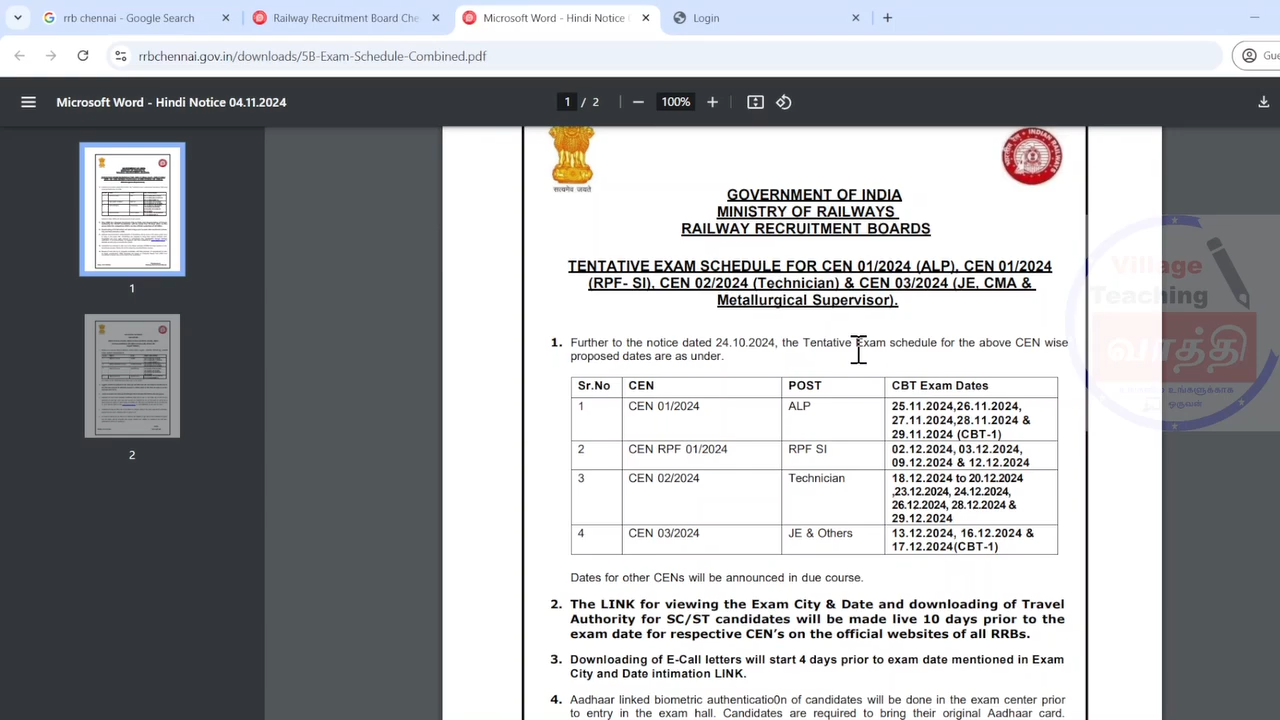 rrb chennai - Google Search
Railway Recruitment Board Che
Microsoft Word - Hindi Notice
Login
rrbchennai.gov.in/downloads/5B-Exam-Schedule-Combined.pdf
Gue
Microsoft Word - Hindi Notice 04.11.2024
1 / 2
100%
1
2
सत्यमेव जयते
GOVERNMENT OF INDIA
MINISTRY OF RAILWAYS
RAILWAY RECRUITMENT BOARDS
TENTATIVE EXAM SCHEDULE FOR CEN 01/2024 (ALP), CEN 01/2024
(RPF- SI), CEN 02/2024 (Technician) & CEN 03/2024 (JE, CMA &
Metallurgical Supervisor).
1. Further to the notice dated 24.10.2024, the Tentative Exam schedule for the above CEN wise
proposed dates are as under.
Sr.No CEN POST CBT Exam Dates
1 CEN 01/2024 ALP 25.11.2024,26.11.2024,
27.11.2024,28.11.2024 &
29.11.2024 (CBT-1)
2 CEN RPF 01/2024 RPF SI 02.12.2024, 03.12.2024,
09.12.2024 & 12.12.2024
3 CEN 02/2024 Technician 18.12.2024 to 20.12.2024
,23.12.2024, 24.12.2024,
26.12.2024, 28.12.2024 &
29.12.2024
4 CEN 03/2024 JE & Others 13.12.2024, 16.12.2024 &
17.12.2024(CBT-1)
Dates for other CENs will be announced in due course.
2. The LINK for viewing the Exam City & Date and downloading of Travel
Authority for SC/ST candidates will be made live 10 days prior to the
exam date for respective CEN's on the official websites of all RRBs.
3. Downloading of E-Call letters will start 4 days prior to exam date mentioned in Exam
City and Date intimation LINK.
4. Aadhaar linked biometric authenticatio0n of candidates will be done in the exam center prior
to entry in the exam hall. Candidates are required to bring their original Aadhaar card.
Village
Teaching
வாத்தி
உங்களுக்காக
ஒருவன்